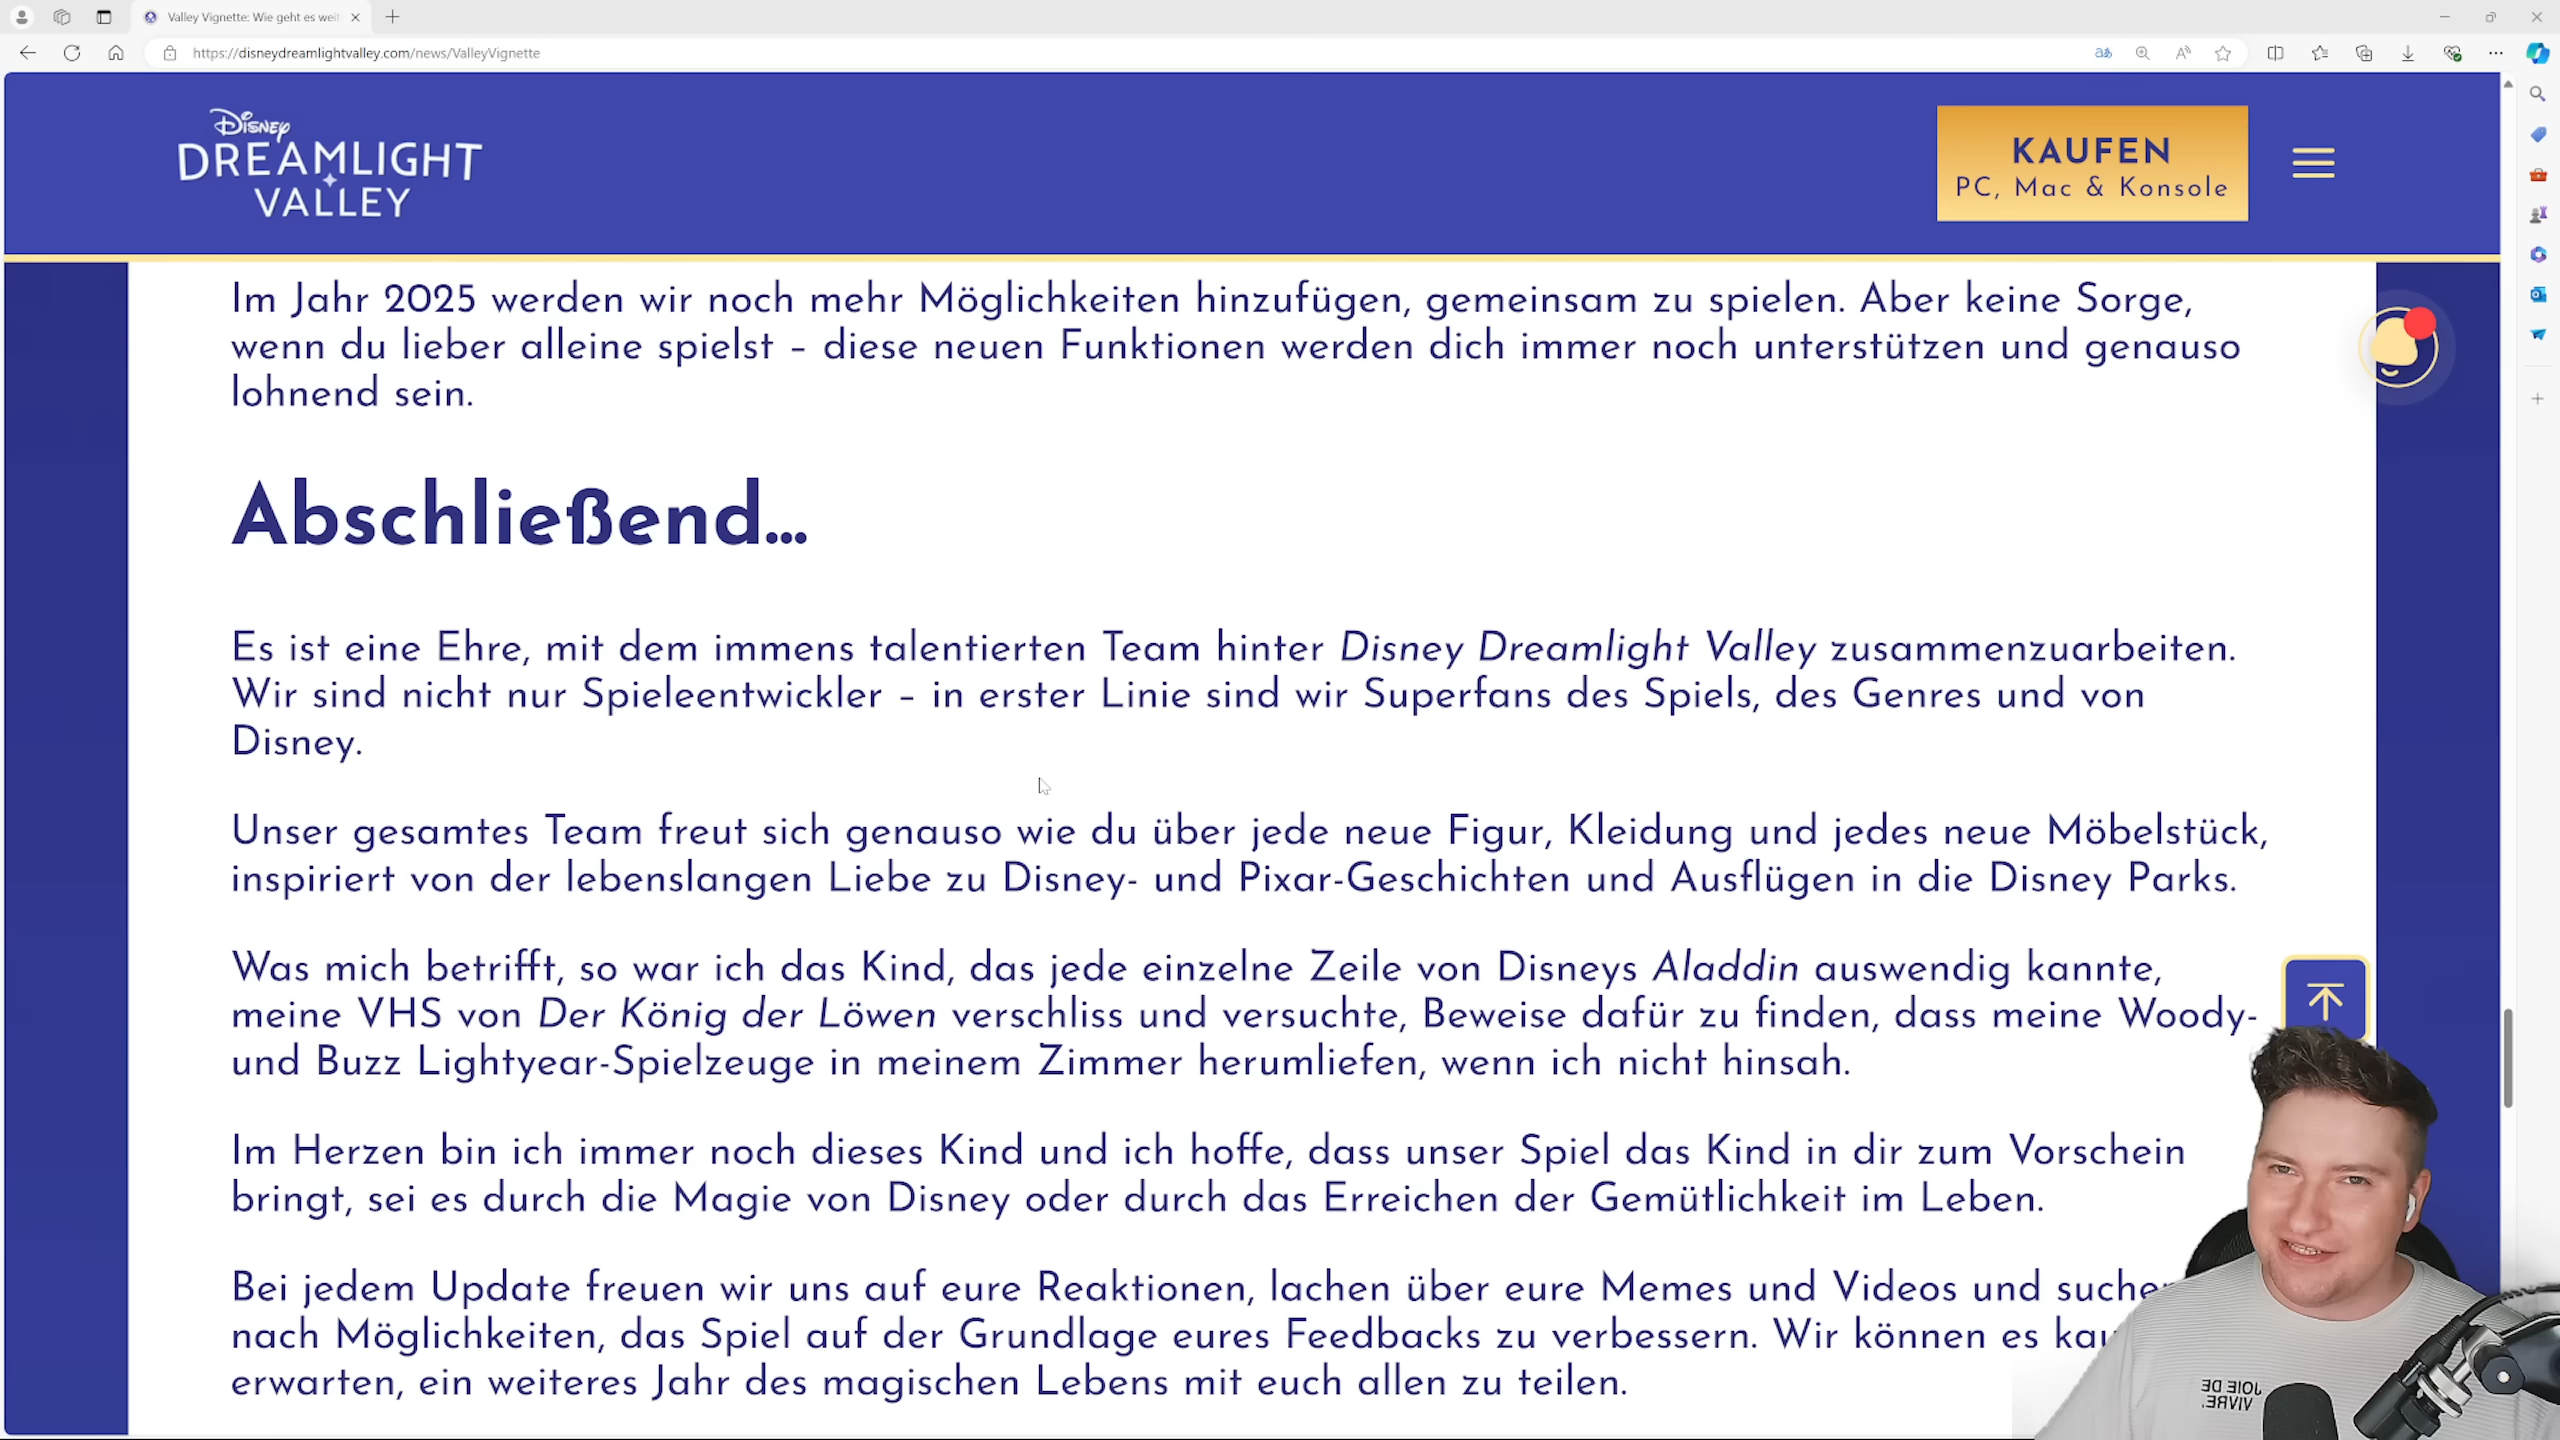 Valley Vignette: Wie geht es weit
https://disneydreamlightvalley.com/news/ValleyVignette
Disney
DREAMLIGHT
VALLEY
KAUFEN
PC, Mac & Konsole
Im Jahr 2025 werden wir noch mehr Möglichkeiten hinzufügen, gemeinsam zu spielen. Aber keine Sorge,
wenn du lieber alleine spielst – diese neuen Funktionen werden dich immer noch unterstützen und genauso
lohnend sein.
Abschließend...
Es ist eine Ehre, mit dem immens talentierten Team hinter Disney Dreamlight Valley zusammenzuarbeiten.
Wir sind nicht nur Spieleentwickler – in erster Linie sind wir Superfans des Spiels, des Genres und von
Disney.
Unser gesamtes Team freut sich genauso wie du über jede neue Figur, Kleidung und jedes neue Möbelstück,
inspiriert von der lebenslangen Liebe zu Disney- und Pixar-Geschichten und Ausflügen in die Disney Parks.
Was mich betrifft, so war ich das Kind, das jede einzelne Zeile von Disneys Aladdin auswendig kannte,
meine VHS von Der König der Löwen verschliss und versuchte, Beweise dafür zu finden, dass meine Woody-
und Buzz Lightyear-Spielzeuge in meinem Zimmer herumliefen, wenn ich nicht hinsah.
Im Herzen bin ich immer noch dieses Kind und ich hoffe, dass unser Spiel das Kind in dir zum Vorschein
bringt, sei es durch die Magie von Disney oder durch das Erreichen der Gemütlichkeit im Leben.
Bei jedem Update freuen wir uns auf eure Reaktionen, lachen über eure Memes und Videos und suche
nach Möglichkeiten, das Spiel auf der Grundlage eures Feedbacks zu verbessern. Wir können es kau
erwarten, ein weiteres Jahr des magischen Lebens mit euch allen zu teilen.
JOIE DE
VIVRE.